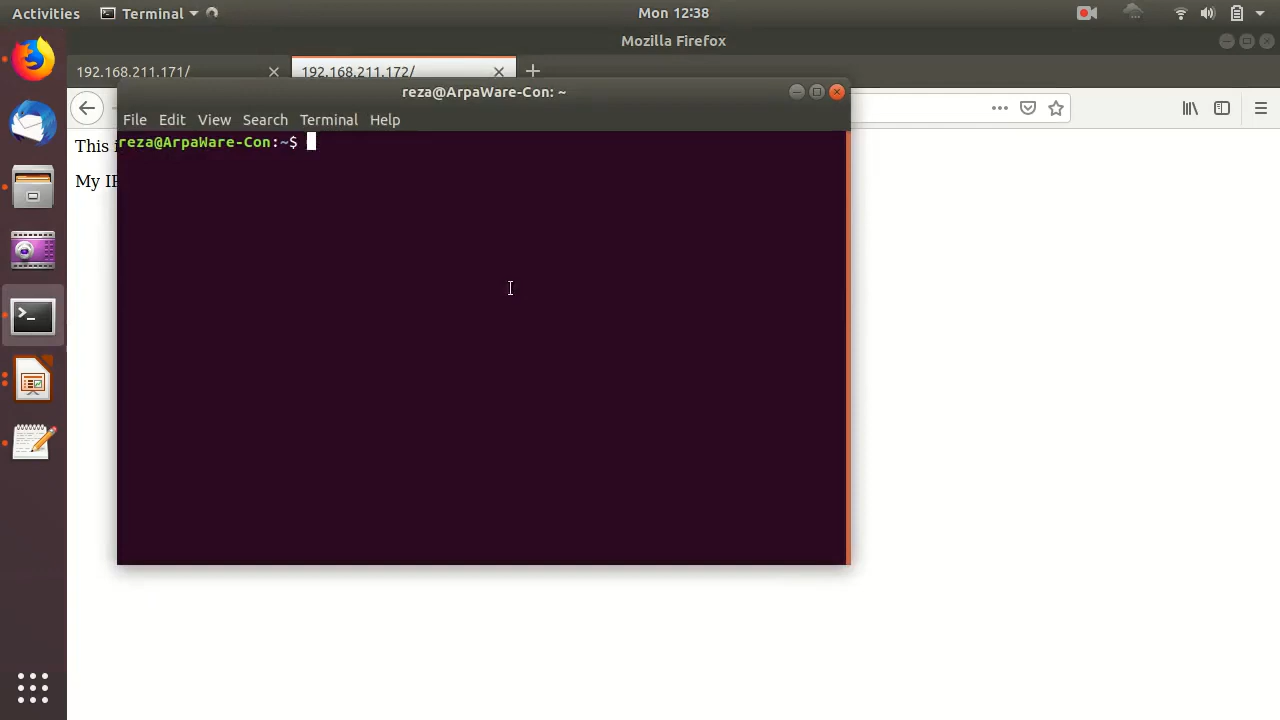 Activities Terminal Mon 12:38
Mozilla Firefox
192.168.211.171/ 192.168.211.172/
reza@ArpaWare-Con: ~
File Edit View Search Terminal Help
This
reza@ArpaWare-Con:~$
My